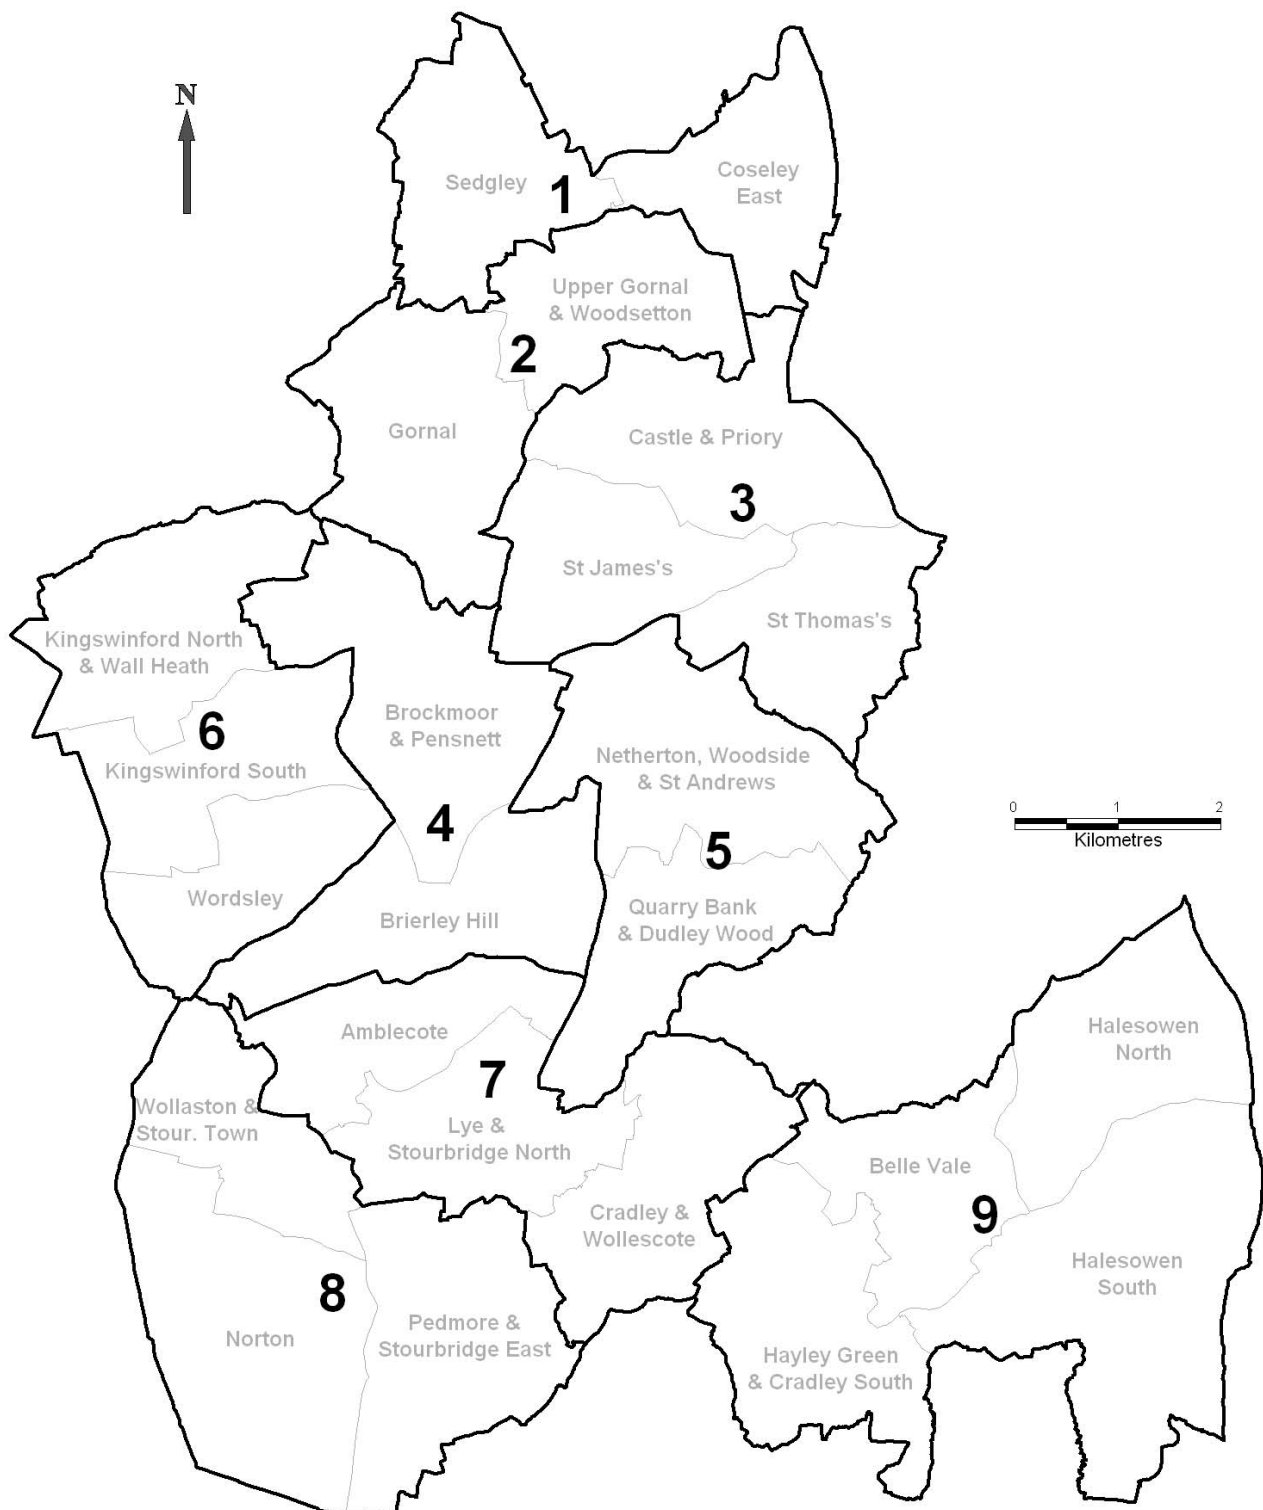 N
Sedgley
1
Coseley
East
Upper Gornal
& Woodsetton
2
Gornal
Castle & Priory
3
St James's
St Thomas's
Kingswinford North
& Wall Heath
6
Kingswinford South
Wordsley
Brockmoor
& Pensnett
4
Brierley Hill
Netherton, Woodside
& St Andrews
5
Quarry Bank
& Dudley Wood
0 1 2
Kilometres
Amblecote
7
Lye &
Stourbridge North
Cradley &
Wollescote
Wollaston &
Stour. Town
8
Norton
Pedmore &
Stourbridge East
Halesowen
North
Belle Vale
9
Halesowen
South
Hayley Green
& Cradley South